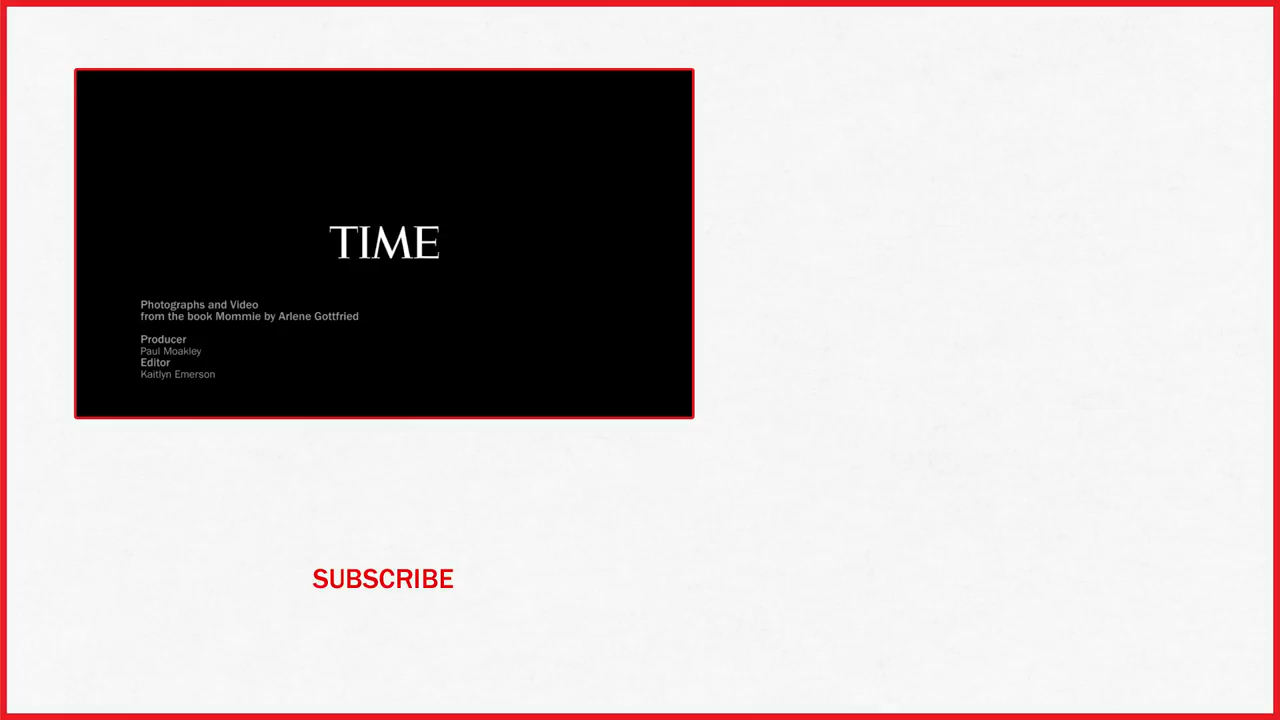 TIME
Photographs and Video
from the book Mommie by Arlene Gottfried
Producer
Paul Moakley
Editor
Kaitlyn Emerson
SUBSCRIBE